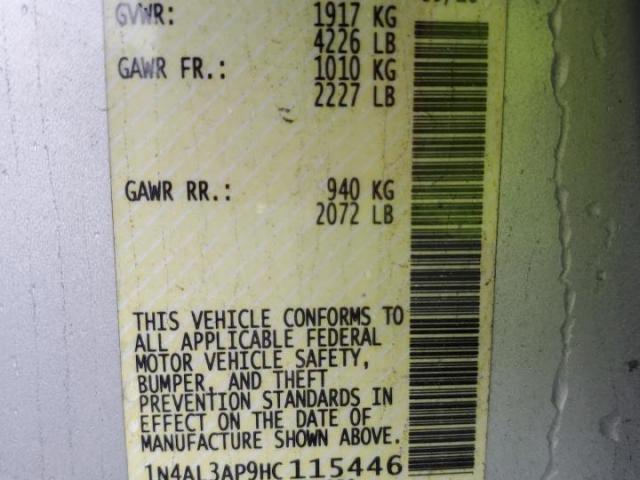 GVWR: 1917 KG
4226 LB
GAWR FR.: 1010 KG
2227 LB
GAWR RR.: 940 KG
2072 LB
THIS VEHICLE CONFORMS TO
ALL APPLICABLE FEDERAL
MOTOR VEHICLE SAFETY,
BUMPER, AND THEFT
PREVENTION STANDARDS IN
EFFECT ON THE DATE OF
MANUFACTURE SHOWN ABOVE.
1N4AL3AP9HC115446